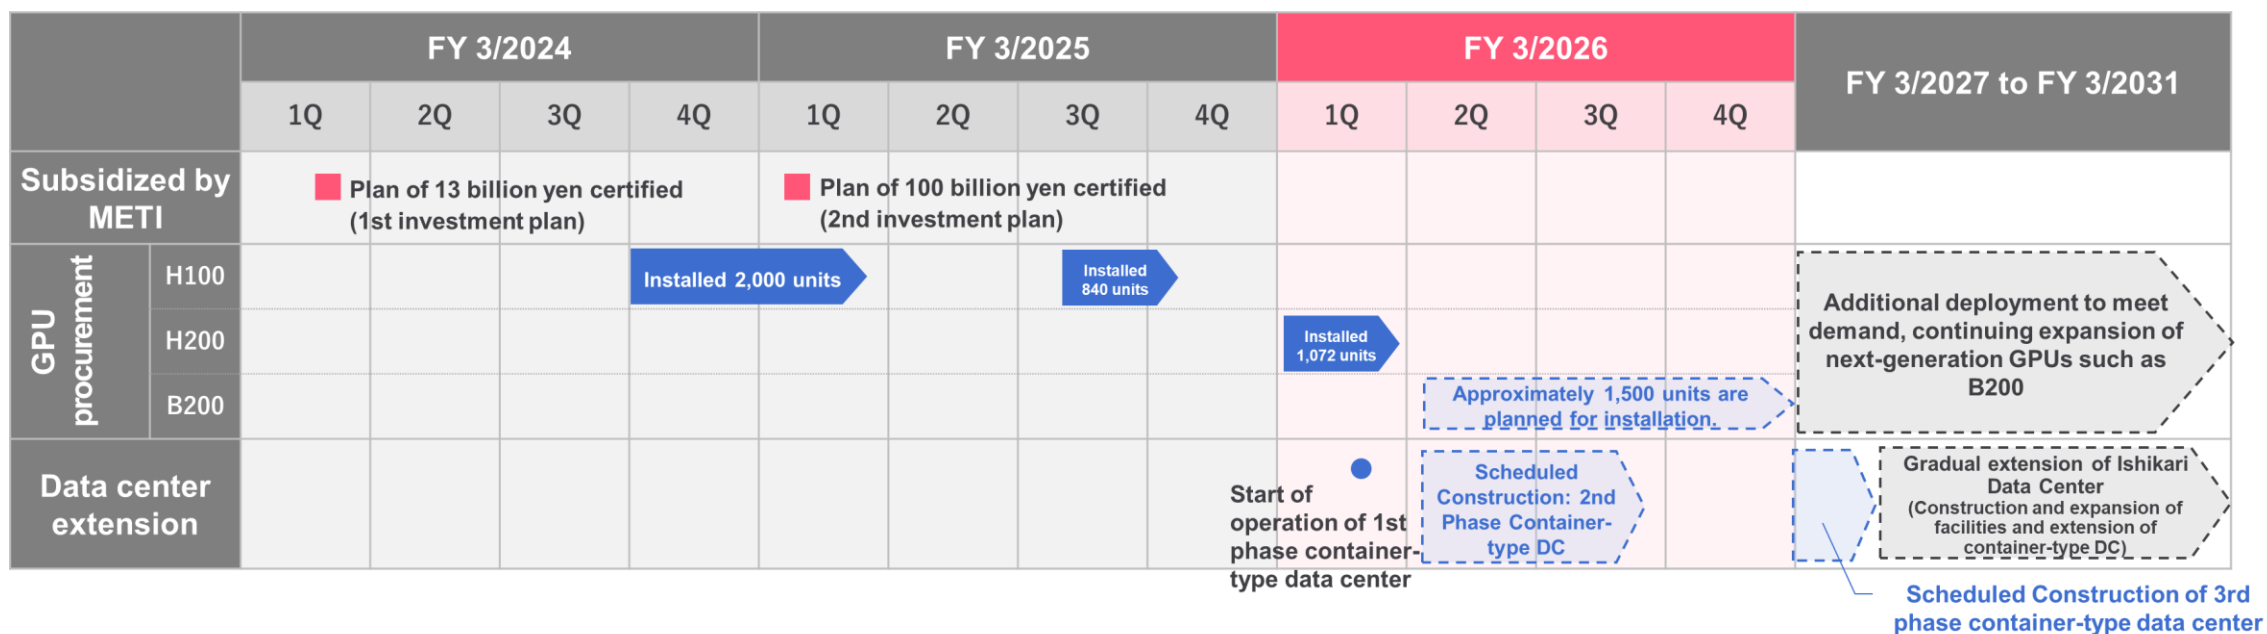 FY 3/2024
FY 3/2025
FY 3/2026
FY 3/2027 to FY 3/2031
1Q
2Q
3Q
4Q
1Q
2Q
3Q
4Q
1Q
2Q
3Q
4Q
Subsidized by
METI
Plan of 13 billion yen certified
(1st investment plan)
Plan of 100 billion yen certified
(2nd investment plan)
GPU
procurement
H100
Installed 2,000 units
Installed
840 units
H200
Installed
1,072 units
B200
Approximately 1,500 units are
planned for installation.
Additional deployment to meet
demand, continuing expansion of
next-generation GPUs such as
B200
Data center
extension
Start of
operation of 1st
phase container-
type data center
Scheduled
Construction: 2nd
Phase Container-
type DC
Gradual extension of Ishikari
Data Center
(Construction and expansion of
facilities and extension of
container-type DC)
Scheduled Construction of 3rd
phase container-type data center